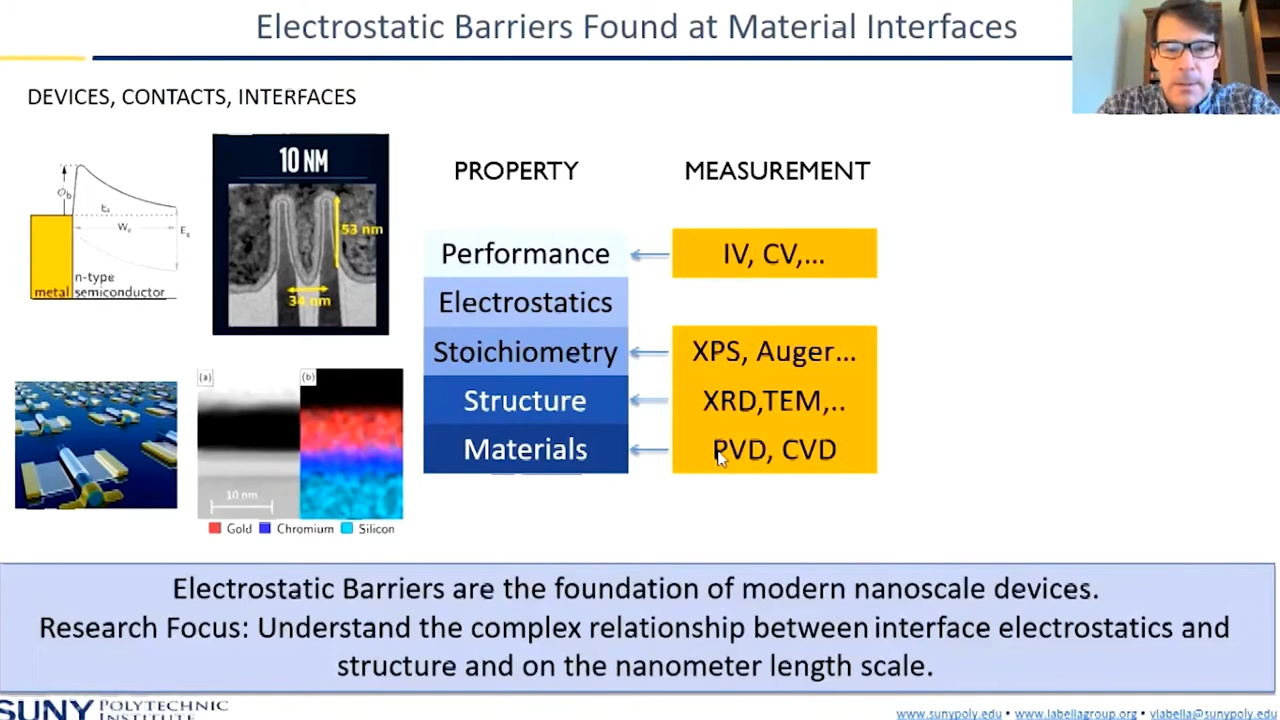 Electrostatic Barriers Found at Material Interfaces
DEVICES, CONTACTS, INTERFACES
Φb
Ef
Wd
Eg
n-type
metal semiconductor
10 NM
53 nm
34 nm
(a)
(b)
10 nm
Gold Chromium Silicon
PROPERTY
MEASUREMENT
Performance
IV, CV,...
Electrostatics
Stoichiometry
XPS, Auger...
Structure
XRD,TEM,..
Materials
PVD, CVD
Electrostatic Barriers are the foundation of modern nanoscale devices.
Research Focus: Understand the complex relationship between interface electrostatics and
structure and on the nanometer length scale.
SUNY POLYTECHNIC
INSTITUTE
www.sunypoly.edu • www.labellagroup.org • vlabella@sunypoly.edu